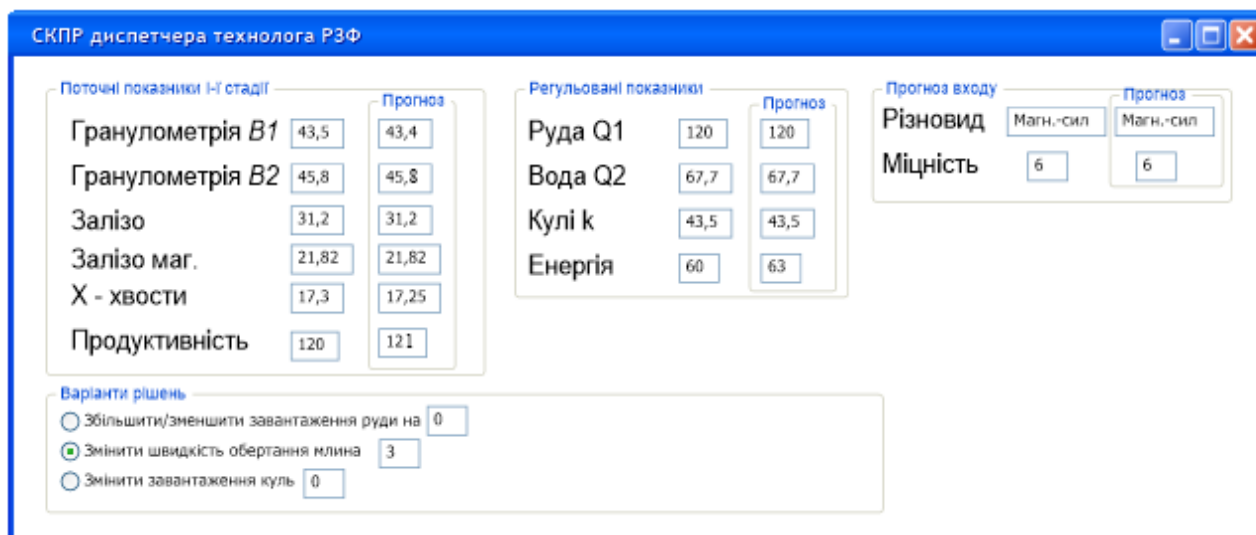 СКПР диспетчера технолога РЗФ
Поточні показники І-ї стадії
Прогноз
Гранулометрія B1 43,5 43,4
Гранулометрія B2 45,8 45,8
Залізо 31,2 31,2
Залізо маг. 21,82 21,82
Х - хвости 17,3 17,25
Продуктивність 120 121
Регульовані показники
Прогноз
Руда Q1 120 120
Вода Q2 67,7 67,7
Кулі k 43,5 43,5
Енергія 60 63
Прогноз входу
Прогноз
Різновид Магн.-сил Магн.-сил
Міцність 6 6
Варіанти рішень
Збільшити/зменшити завантаження руди на 0
Змінити швидкість обертання млина 3
Змінити завантаження куль 0